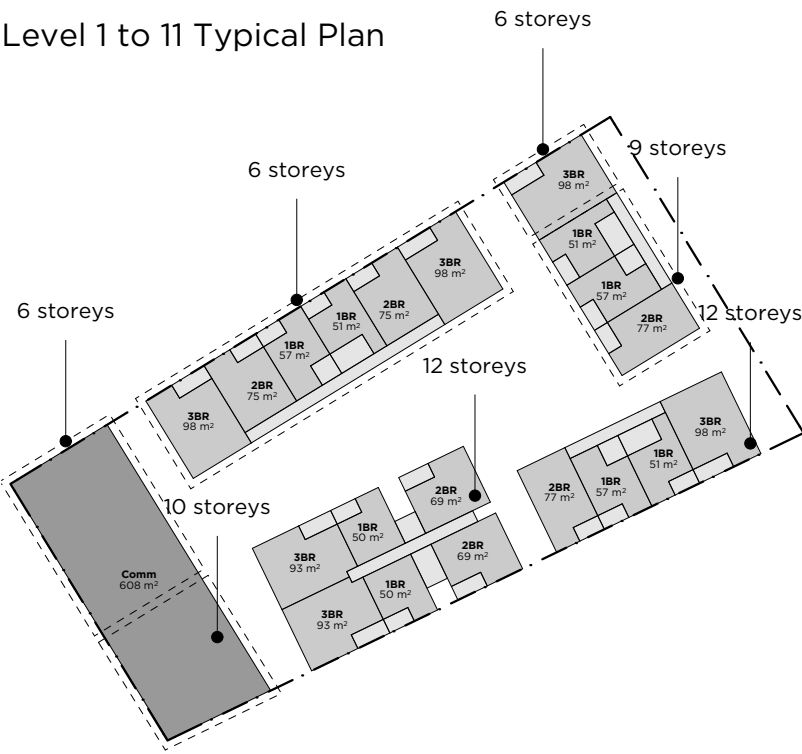 Level 1 to 11 Typical Plan
6 storeys
9 storeys
6 storeys
3BR
98 m²
1BR
51 m²
1BR
57 m²
2BR
77 m²
3BR
98 m²
2BR
75 m²
1BR
51 m²
1BR
57 m²
2BR
75 m²
3BR
98 m²
6 storeys
12 storeys
12 storeys
3BR
98 m²
1BR
51 m²
1BR
57 m²
2BR
77 m²
2BR
69 m²
10 storeys
1BR
50 m²
2BR
69 m²
3BR
93 m²
1BR
50 m²
3BR
93 m²
Comm
608 m²